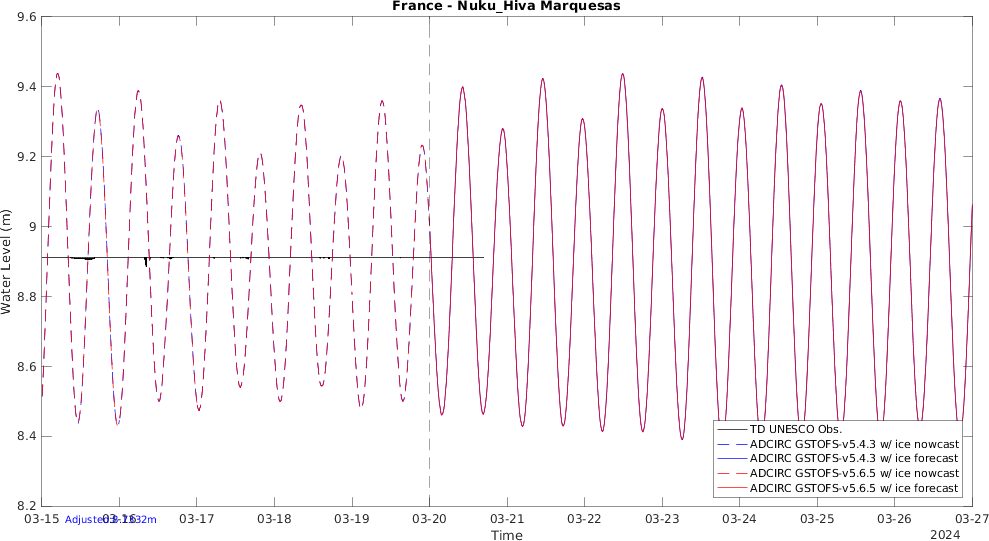 France - Nuku_Hiva Marquesas
9.6
9.4
9.2
9
8.8
8.6
8.4
8.2
Water Level (m)
TD UNESCO Obs.
ADCIRC GSTOFS-v5.4.3 w/ ice nowcast
ADCIRC GSTOFS-v5.4.3 w/ ice forecast
ADCIRC GSTOFS-v5.6.5 w/ ice nowcast
ADCIRC GSTOFS-v5.6.5 w/ ice forecast
03-15 03-16 03-17 03-18 03-19 03-20 03-21 03-22 03-23 03-24 03-25 03-26 03-27
Time
2024